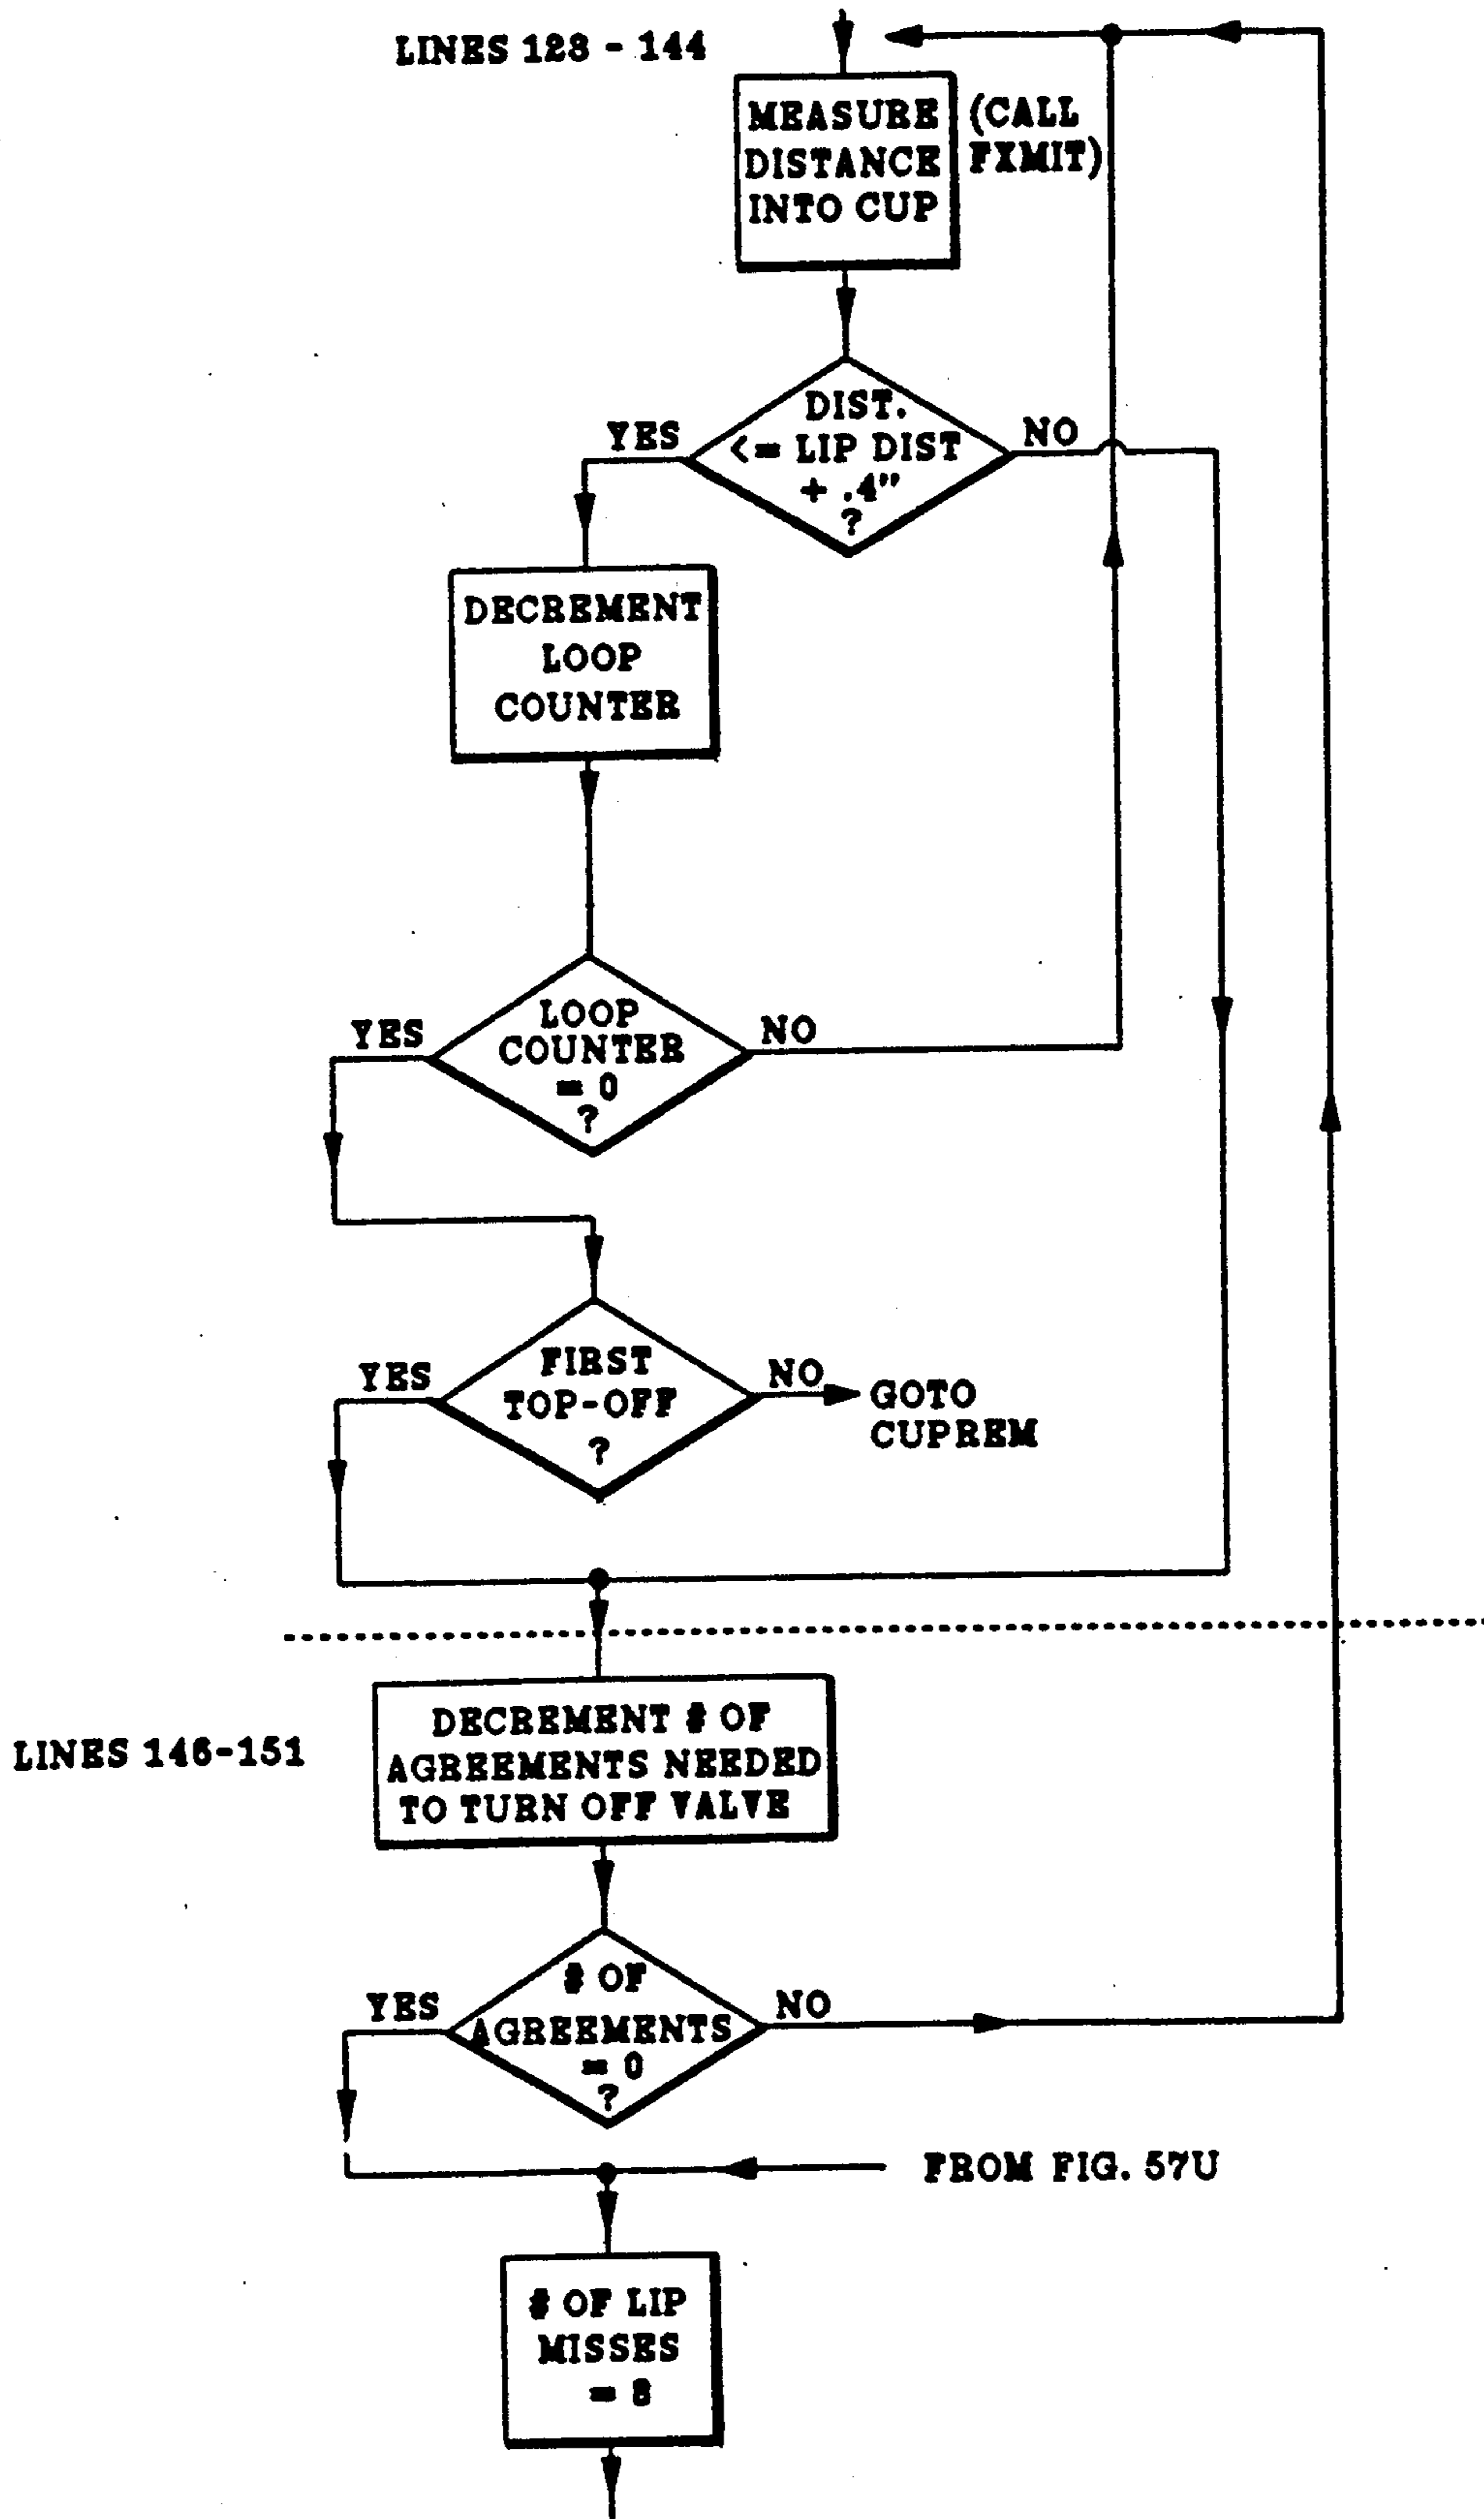 LINES 128 - 144
MEASURE
DISTANCE
INTO CUP
(CALL
PXMIT)
DIST.
<= LIP DIST
+ .4"
?
YES
NO
DECREMENT
LOOP
COUNTER
LOOP
COUNTER
= 0
?
YES
NO
FIRST
TOP-OFF
?
YES
NO
GOTO
CUPREM
LINES 146-151
DECREMENT # OF
AGREEMENTS NEEDED
TO TURN OFF VALVE
# OF
AGREEMENTS
= 0
?
YES
NO
FROM FIG. 57U
# OF LIP
MISSES
= 8